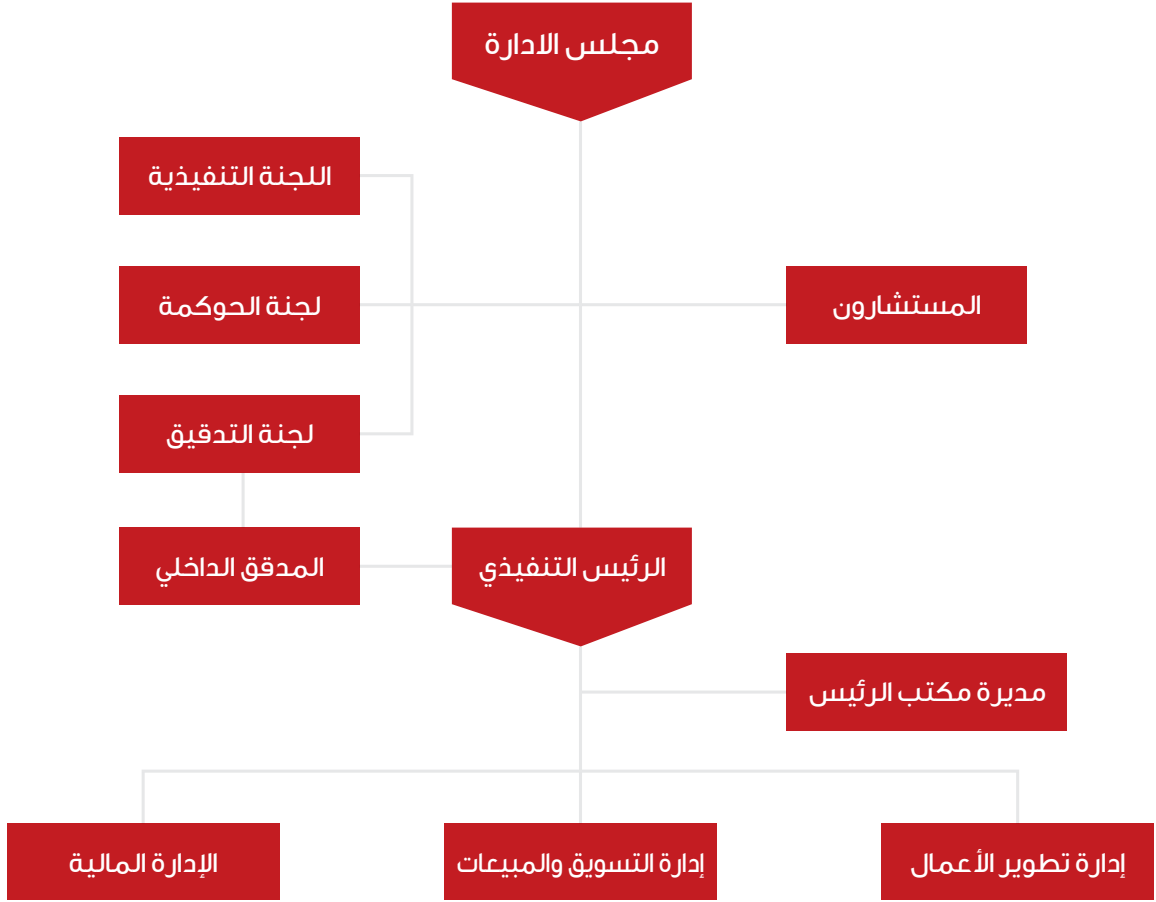 مجلس الادارة
اللجنة التنفيذية
المستشارون
لجنة الحوكمة
لجنة التدقيق
الرئيس التنفيذي
المدقق الداخلي
مديرة مكتب الرئيس
إدارة تطوير الأعمال
إدارة التسويق والمبيعات
الإدارة المالية